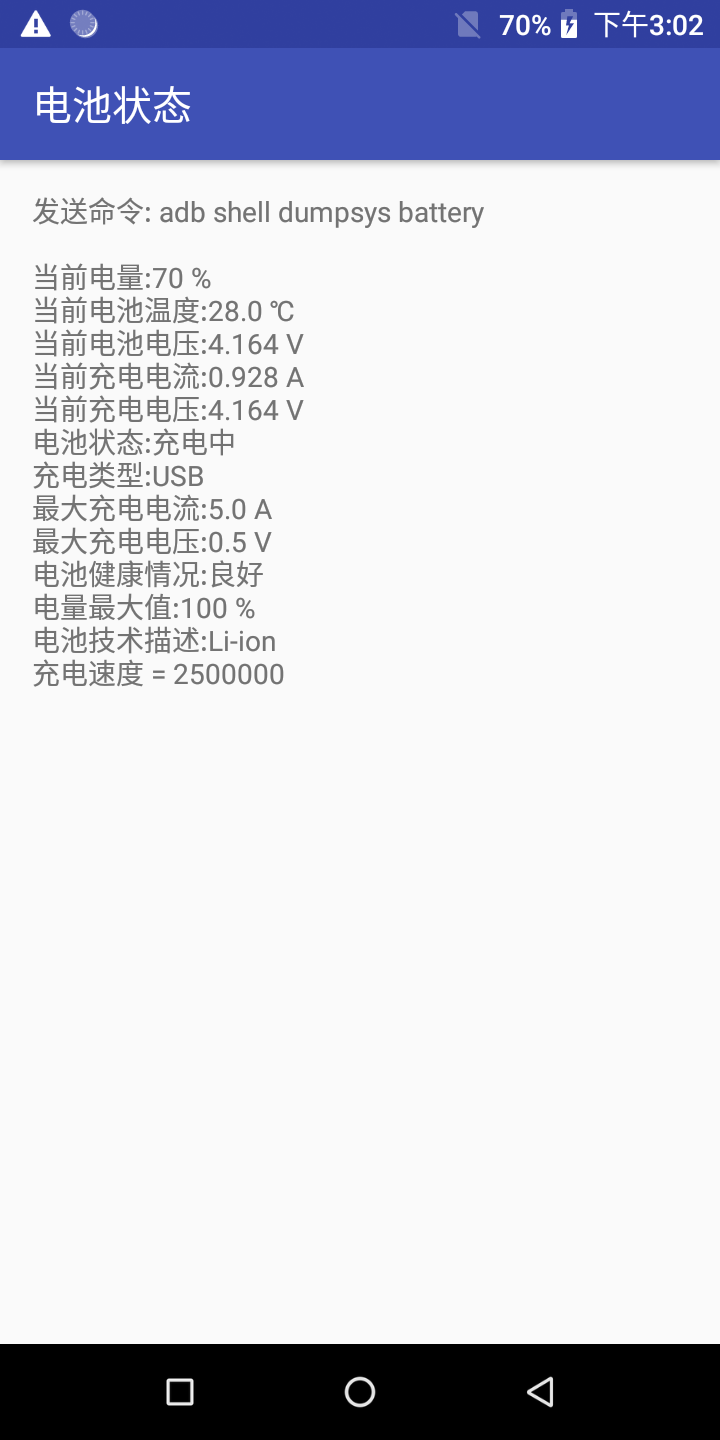 70% 下午3:02
电池状态
发送命令: adb shell dumpsys battery
当前电量:70 %
当前电池温度:28.0 ℃
当前电池电压:4.164 V
当前充电电流:0.928 A
当前充电电压:4.164 V
电池状态:充电中
充电类型:USB
最大充电电流:5.0 A
最大充电电压:0.5 V
电池健康情况:良好
电量最大值:100 %
电池技术描述:Li-ion
充电速度 = 2500000